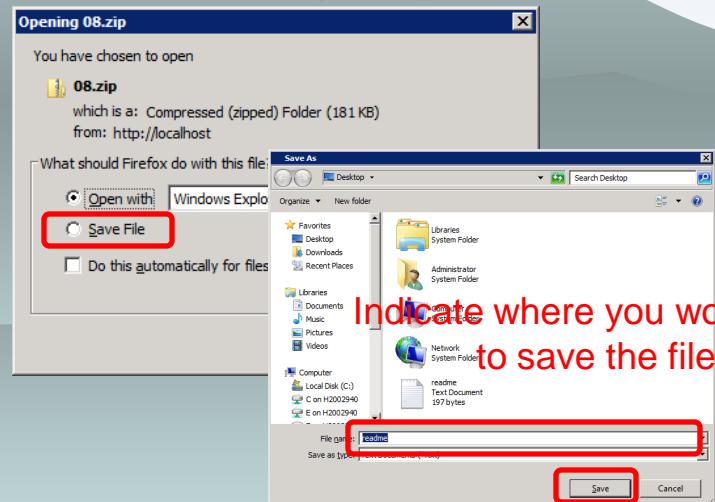 Opening 08.zip
You have chosen to open
08.zip
which is a: Compressed (zipped) Folder (181 KB)
from: http://localhost
What should Firefox do with this file
Open with Windows Explo
Save File
Do this automatically for files
Save As
Desktop
Search Desktop
Organize
New folder
Favorites
Desktop
Downloads
Recent Places
Libraries
Documents
Music
Pictures
Videos
Computer
Local Disk (C:)
C on H2002940
E on H2002940
Libraries
System Folder
Administrator
System Folder
Computer
System Folder
Network
System Folder
readme
Text Document
197 bytes
Indicate where you wo
to save the file
File name: readme
Save as type:
Save
Cancel